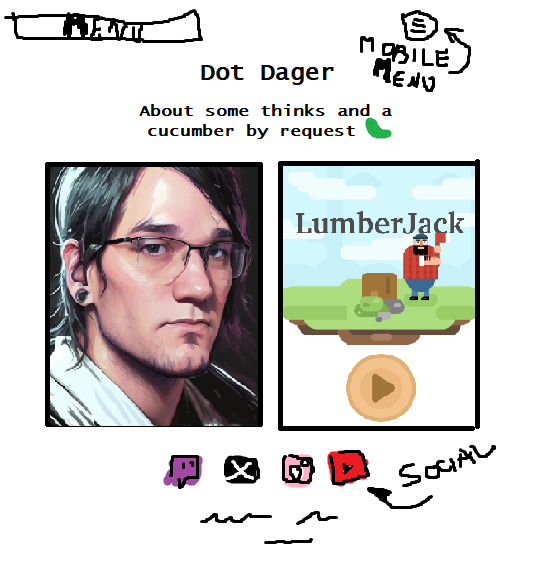 MENU
MOBILE
MENU
Dot Dager
About some thinks and a
cucumber by request
LumberJack
SOCIAL